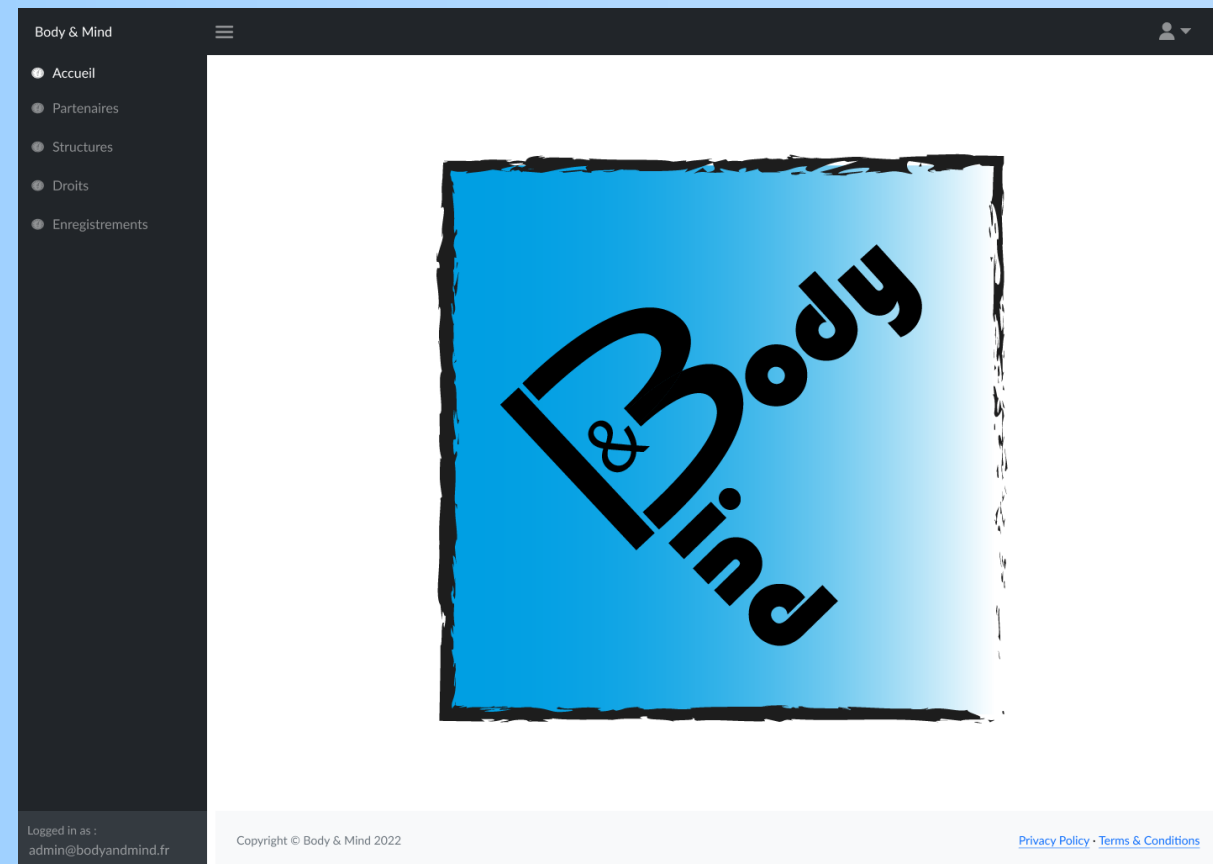 Body & Mind
Accueil
Partenaires
Structures
Droits
Enregistrements
Body
&
Mind
Logged in as :
admin@bodyandmind.fr
Copyright © Body & Mind 2022
Privacy Policy · Terms & Conditions